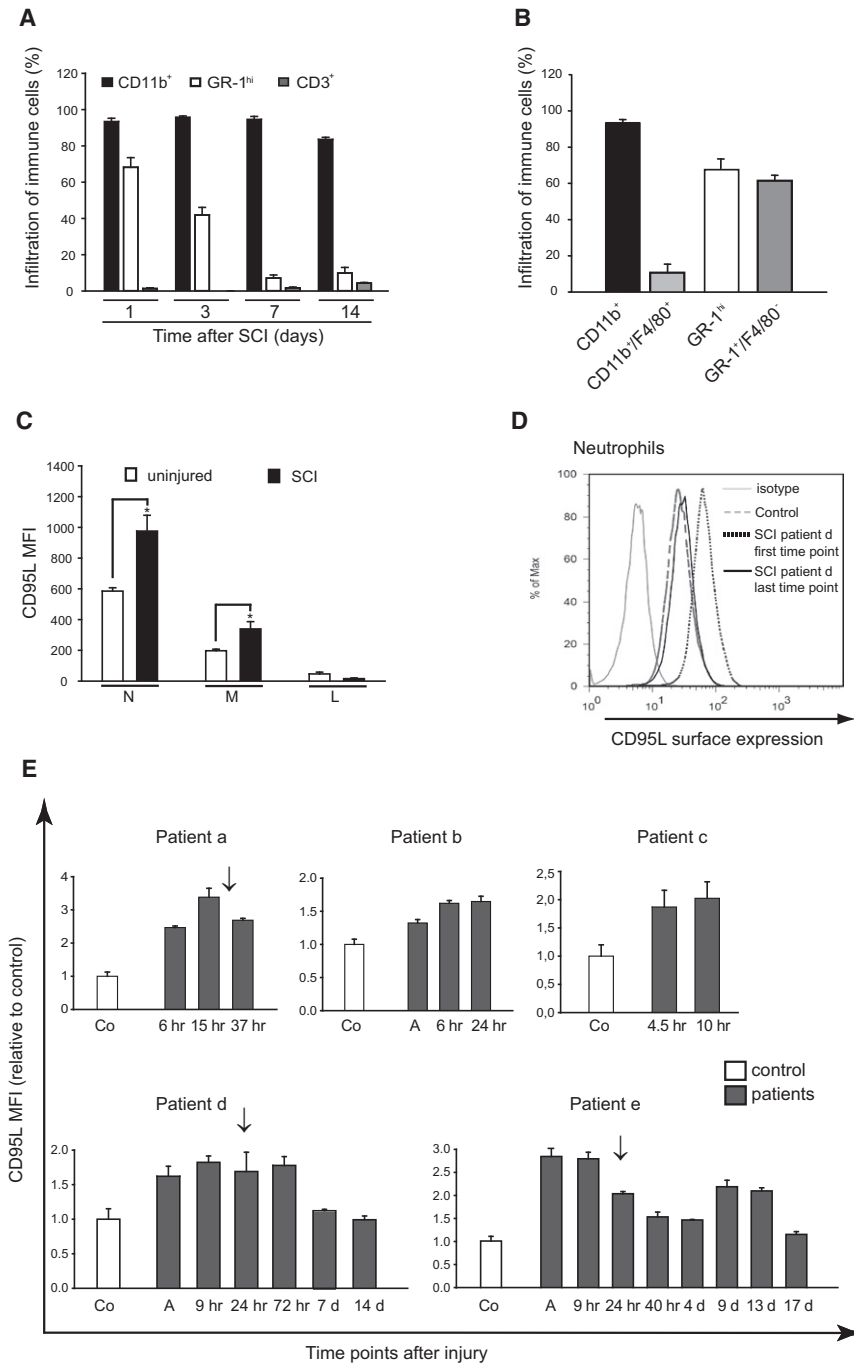 A
Infiltration of immune cells (%)
120
100
80
60
40
20
0
CD11b⁺ GR-1ʰⁱ CD3⁺
1 3 7 14
Time after SCI (days)
B
Infiltration of immune cells (%)
120
100
80
60
40
20
0
CD11b⁺
CD11b⁺/F4/80⁺
GR-1ʰⁱ
GR-1⁺/F4/80⁻
C
CD95L MFI
1400
1200
1000
800
600
400
200
0
uninjured SCI
*
*
N M L
D
Neutrophils
% of Max
100
80
60
40
20
0
isotype
Control
SCI patient d
first time point
SCI patient d
last time point
10⁰ 10¹ 10² 10³
CD95L surface expression
E
CD95L MFI (relative to control)
Patient a
4
3
2
1
0
Co 6 hr 15 hr 37 hr
Patient b
2.0
1.5
1.0
0.5
0.0
Co A 6 hr 24 hr
Patient c
2,5
2,0
1,5
1,0
0,5
0,0
Co 4.5 hr 10 hr
control
patients
Patient d
2.0
1.5
1.0
0.5
0.0
Co A 9 hr 24 hr 72 hr 7 d 14 d
Patient e
3.0
2.5
2.0
1.5
1.0
0.5
0.0
Co A 9 hr 24 hr 40 hr 4 d 9 d 13 d 17 d
Time points after injury